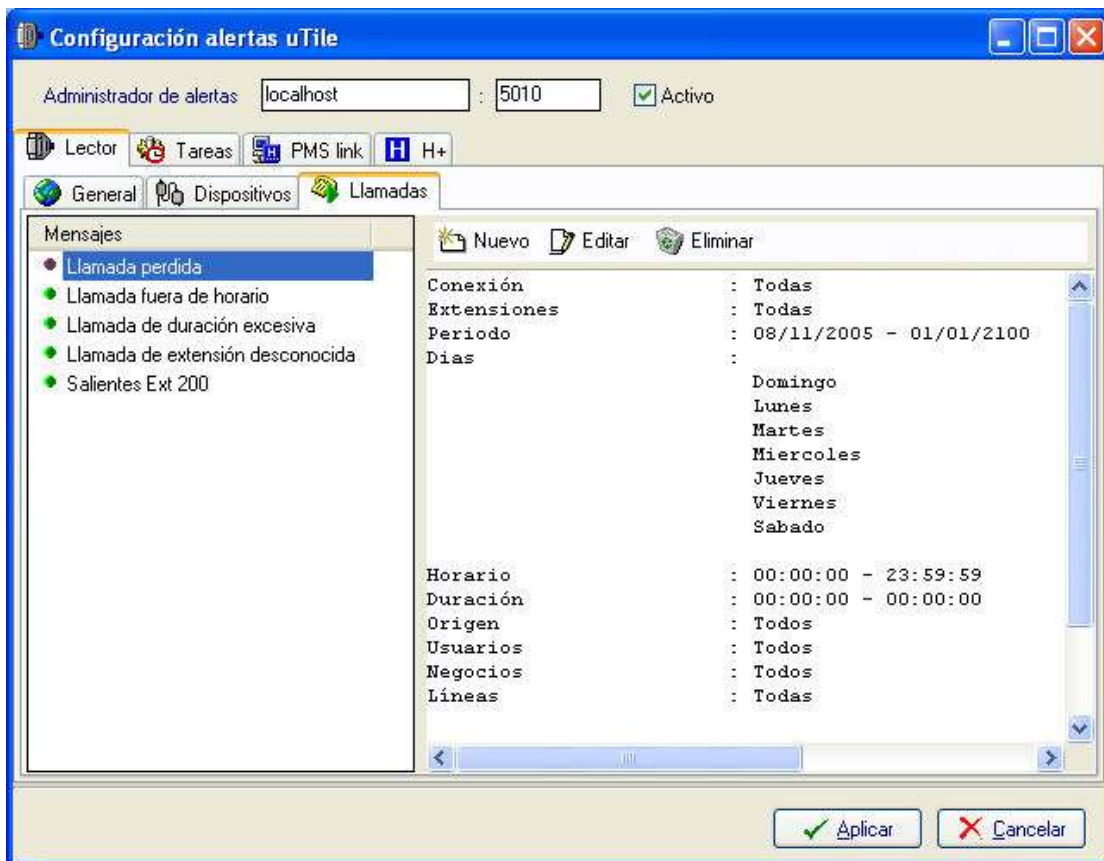 Configuración alertas uTile
Administrador de alertas localhost : 5010 Activo
Lector Tareas PMS link H H+
General Dispositivos Llamadas
Mensajes
Llamada perdida
Llamada fuera de horario
Llamada de duración excesiva
Llamada de extensión desconocida
Salientes Ext 200
Nuevo Editar Eliminar
Conexión : Todas
Extensiones : Todas
Periodo : 08/11/2005 - 01/01/2100
Dias :
Domingo
Lunes
Martes
Miercoles
Jueves
Viernes
Sabado
Horario : 00:00:00 - 23:59:59
Duración : 00:00:00 - 00:00:00
Origen : Todos
Usuarios : Todos
Negocios : Todos
Líneas : Todas
Aplicar Cancelar